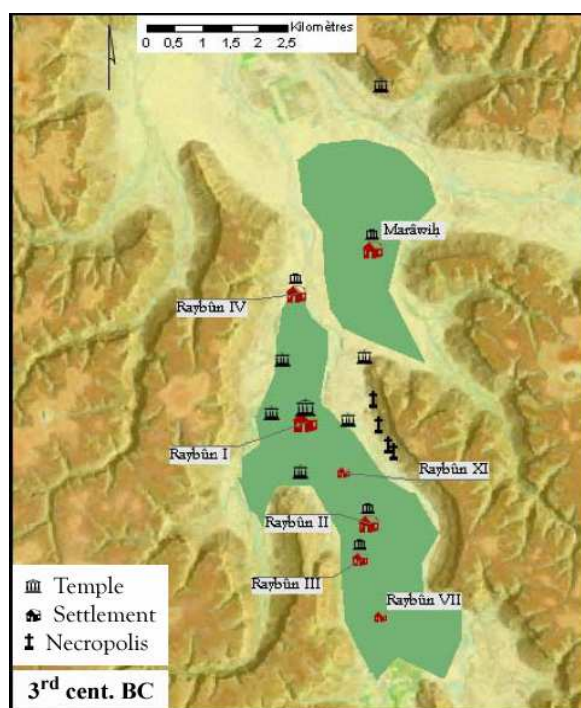 Kilomètres
0 0,5 1 1,5 2 2,5
Marâwiḥ
Raybûn IV
Raybûn I
Raybûn XI
Raybûn II
Raybûn III
Raybûn VII
Temple
Settlement
Necropolis
3rd cent. BC